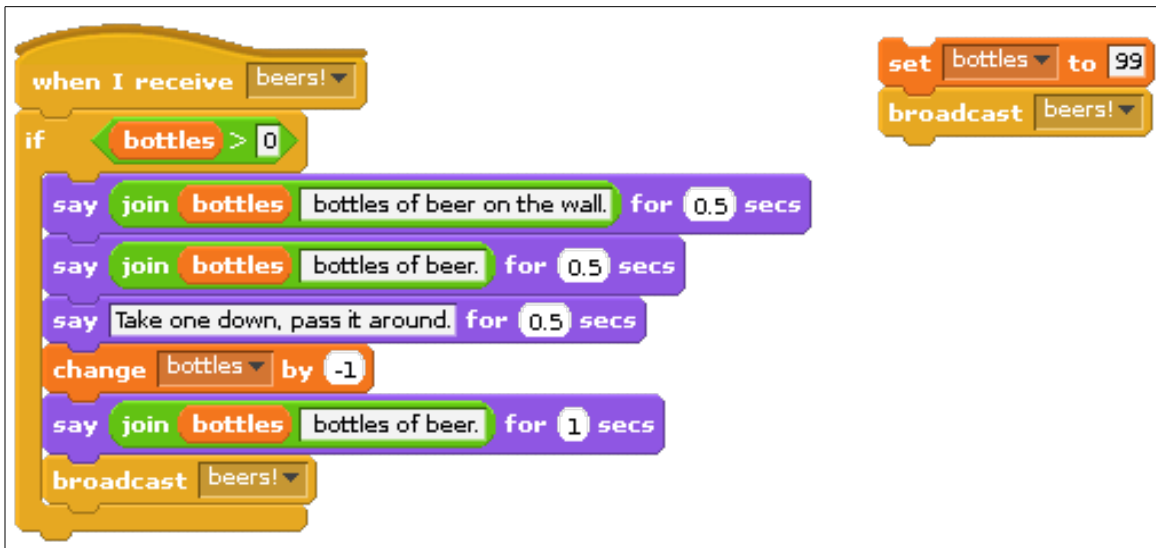 when I receive beers!
if bottles > 0
say join bottles bottles of beer on the wall. for 0.5 secs
say join bottles bottles of beer. for 0.5 secs
say Take one down, pass it around. for 0.5 secs
change bottles by -1
say join bottles bottles of beer. for 1 secs
broadcast beers!
set bottles to 99
broadcast beers!